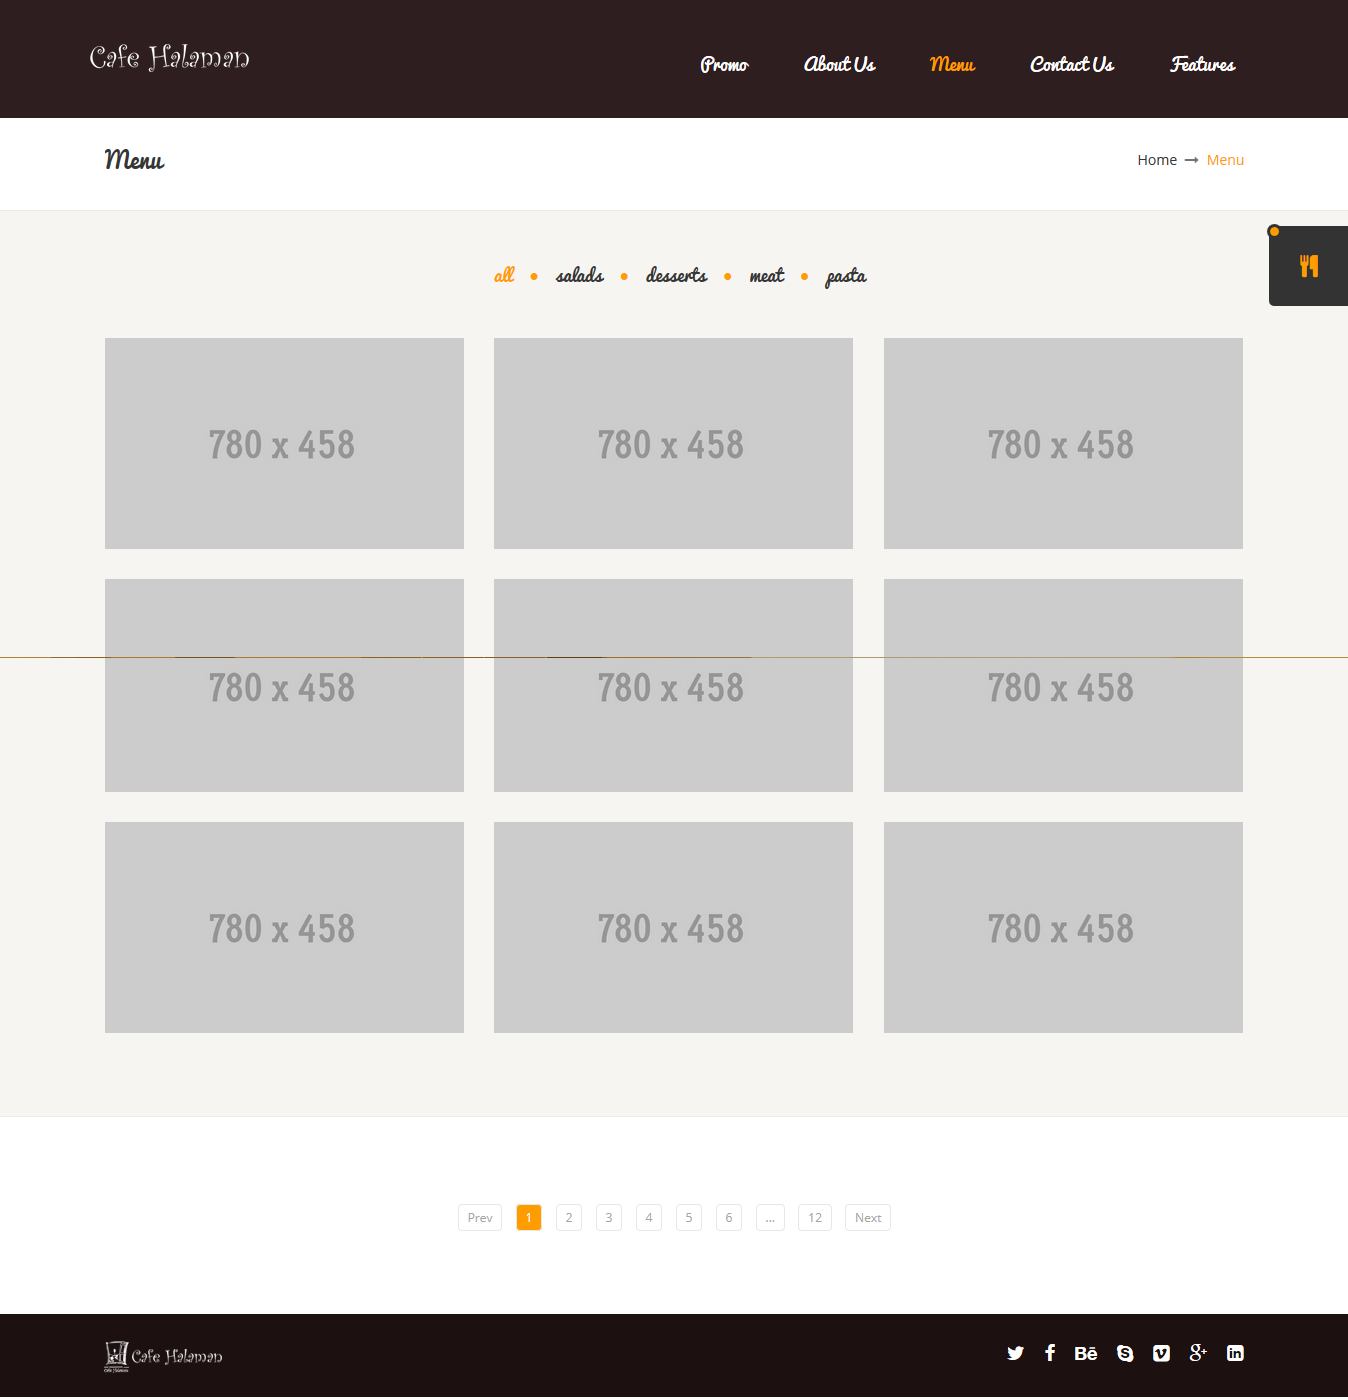 Cafe Halaman
Promo About Us Menu Contact Us Features
Menu
Home → Menu
all • salads • desserts • meat • pasta
780 x 458 780 x 458 780 x 458
780 x 458 780 x 458 780 x 458
780 x 458 780 x 458 780 x 458
Prev 1 2 3 4 5 6 ... 12 Next
Cafe Halaman